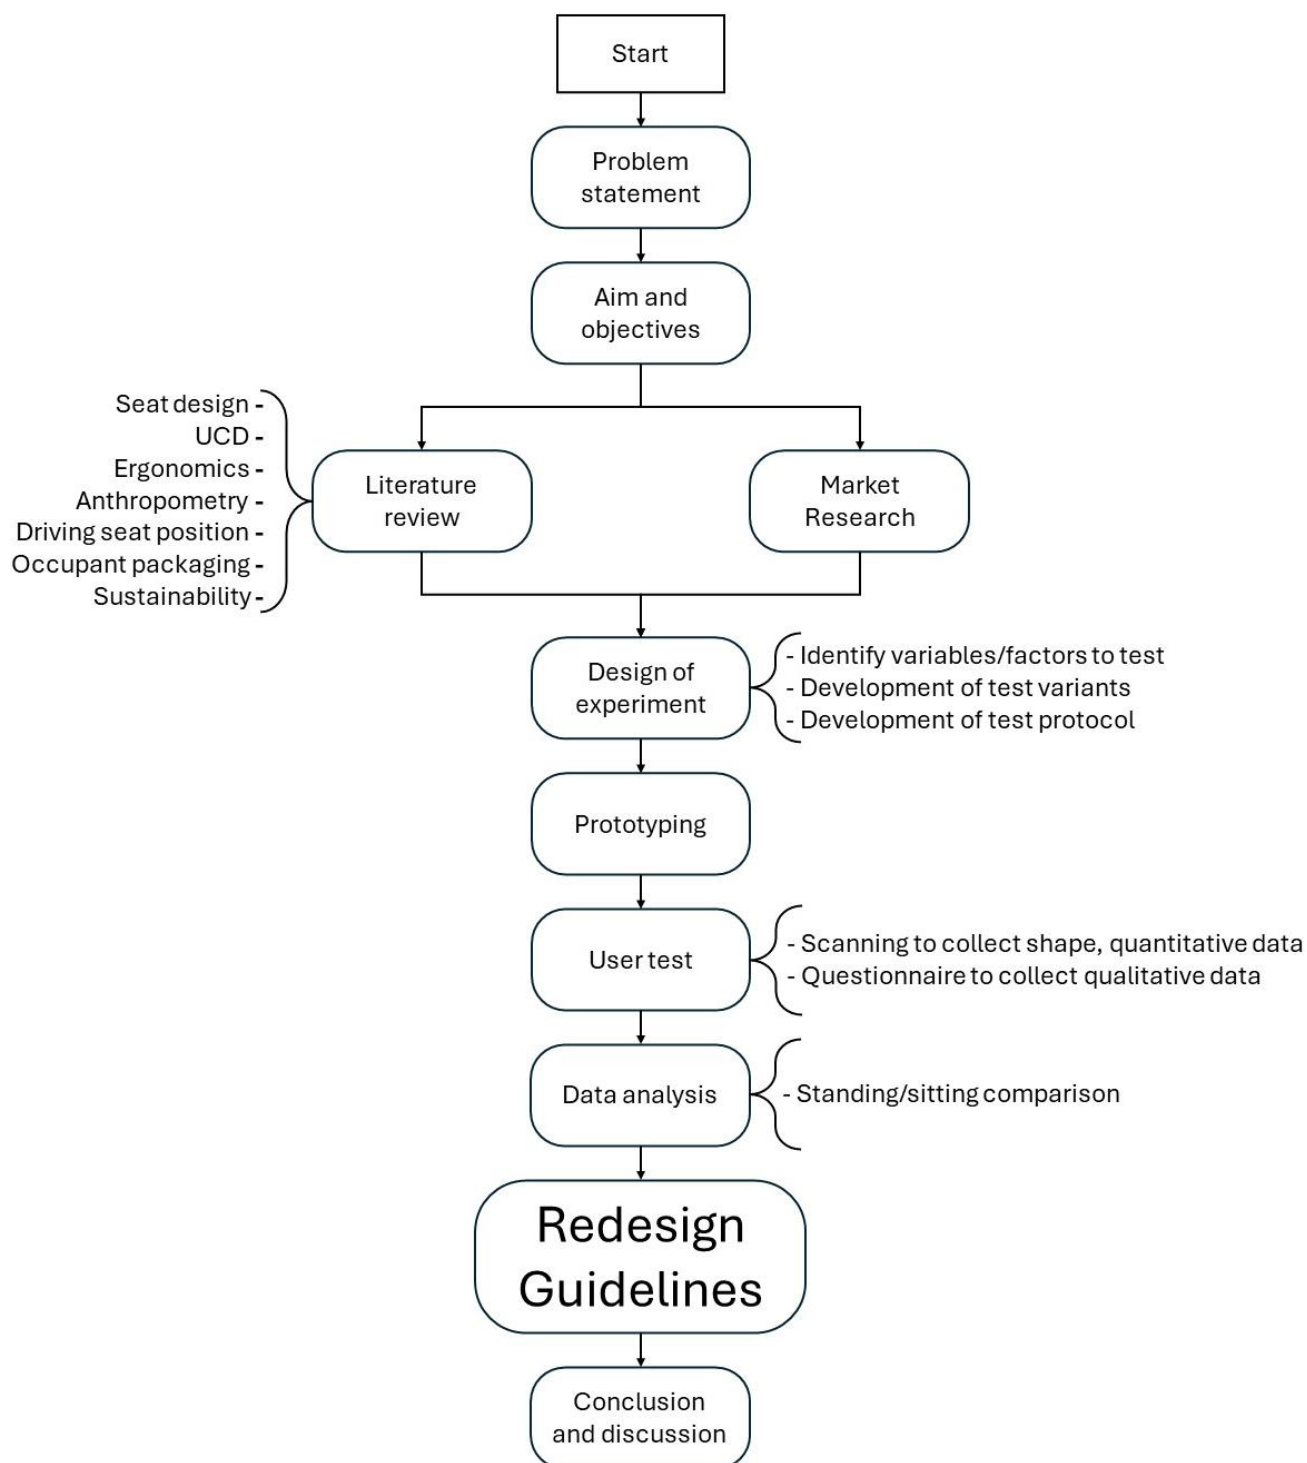 Start
Problem
statement
Aim and
objectives
Seat design -
UCD -
Ergonomics -
Anthropometry -
Driving seat position -
Occupant packaging -
Sustainability -
Literature
review
Market
Research
Design of
experiment
- Identify variables/factors to test
- Development of test variants
- Development of test protocol
Prototyping
User test
- Scanning to collect shape, quantitative data
- Questionnaire to collect qualitative data
Data analysis
- Standing/sitting comparison
Redesign
Guidelines
Conclusion
and discussion